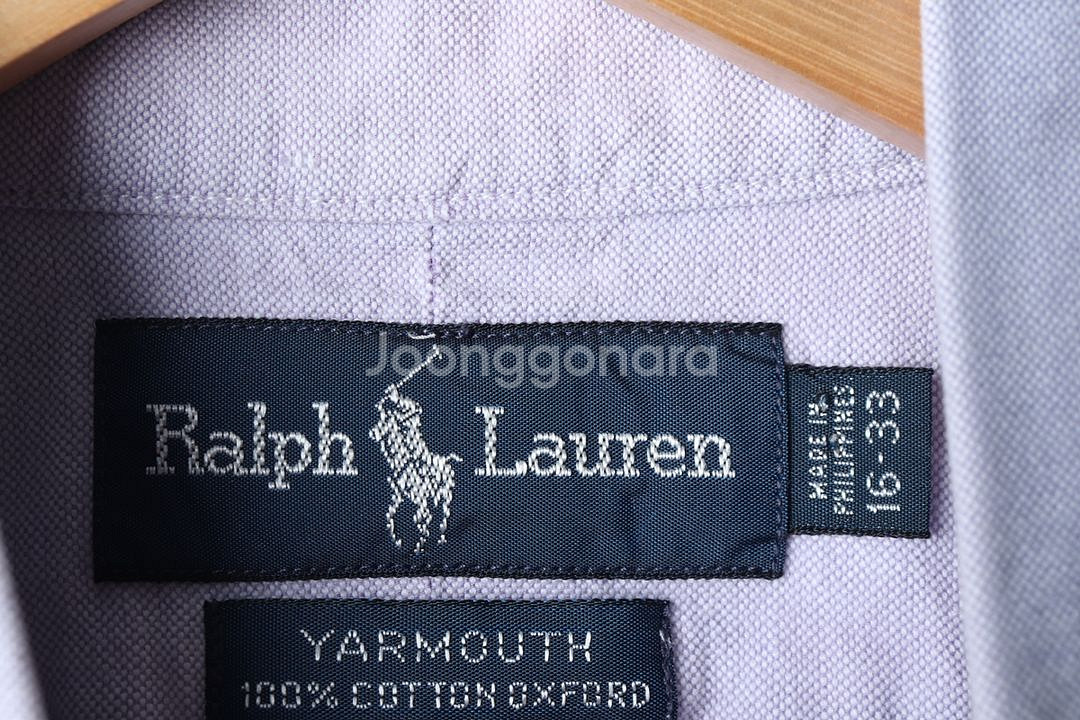 Joonggonara
Ralph Lauren
MADE IN
PHILIPPINES
16-33
YARMOUTH
100% COTTON OXFORD